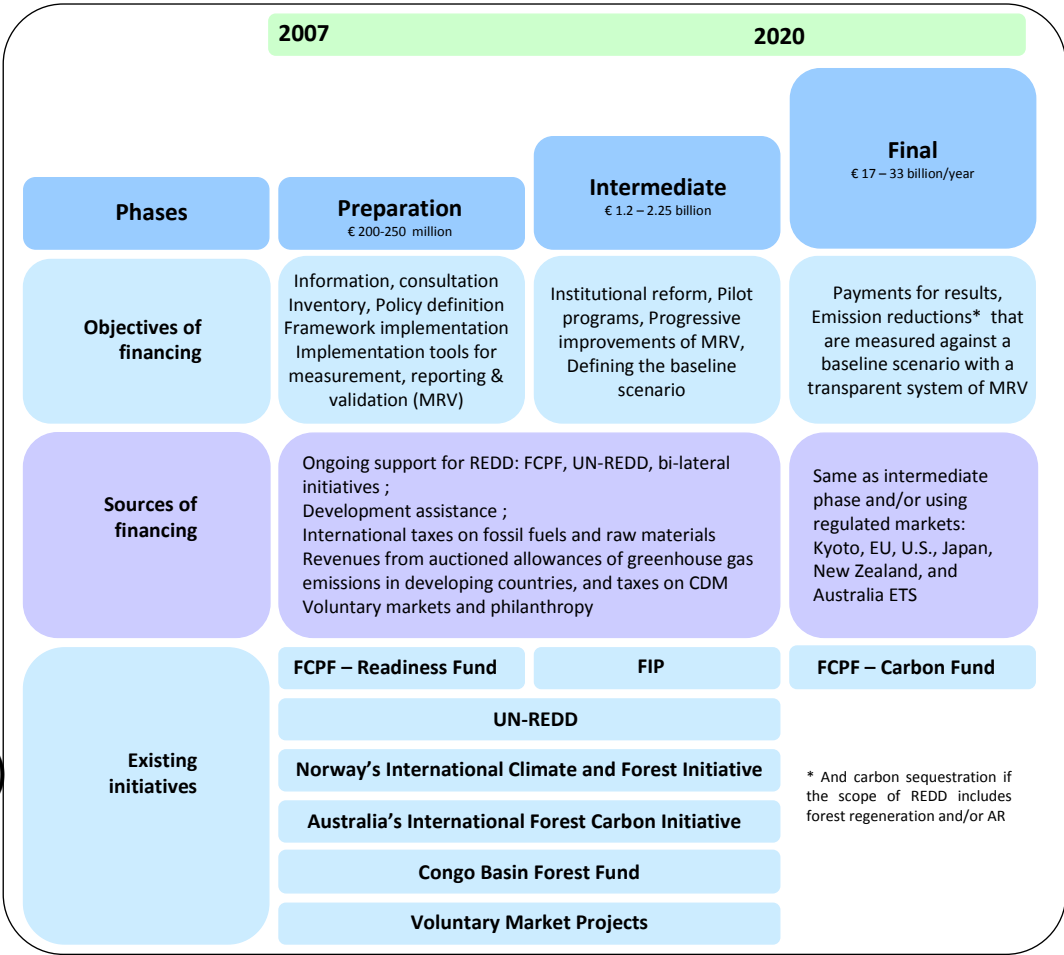 2007
2020
Phases
Preparation
€ 200-250 million
Intermediate
€ 1.2 – 2.25 billion
Final
€ 17 – 33 billion/year
Objectives of
financing
Information, consultation
Inventory, Policy definition
Framework implementation
Implementation tools for
measurement, reporting &
validation (MRV)
Institutional reform, Pilot
programs, Progressive
improvements of MRV,
Defining the baseline
scenario
Payments for results,
Emission reductions* that
are measured against a
baseline scenario with a
transparent system of MRV
Sources of
financing
Ongoing support for REDD: FCPF, UN-REDD, bi-lateral
initiatives ;
Development assistance ;
International taxes on fossil fuels and raw materials
Revenues from auctioned allowances of greenhouse gas
emissions in developing countries, and taxes on CDM
Voluntary markets and philanthropy
Same as intermediate
phase and/or using
regulated markets:
Kyoto, EU, U.S., Japan,
New Zealand, and
Australia ETS
Existing
initiatives
FCPF – Readiness Fund
FIP
FCPF – Carbon Fund
UN-REDD
Norway's International Climate and Forest Initiative
Australia's International Forest Carbon Initiative
Congo Basin Forest Fund
Voluntary Market Projects
* And carbon sequestration if
the scope of REDD includes
forest regeneration and/or AR